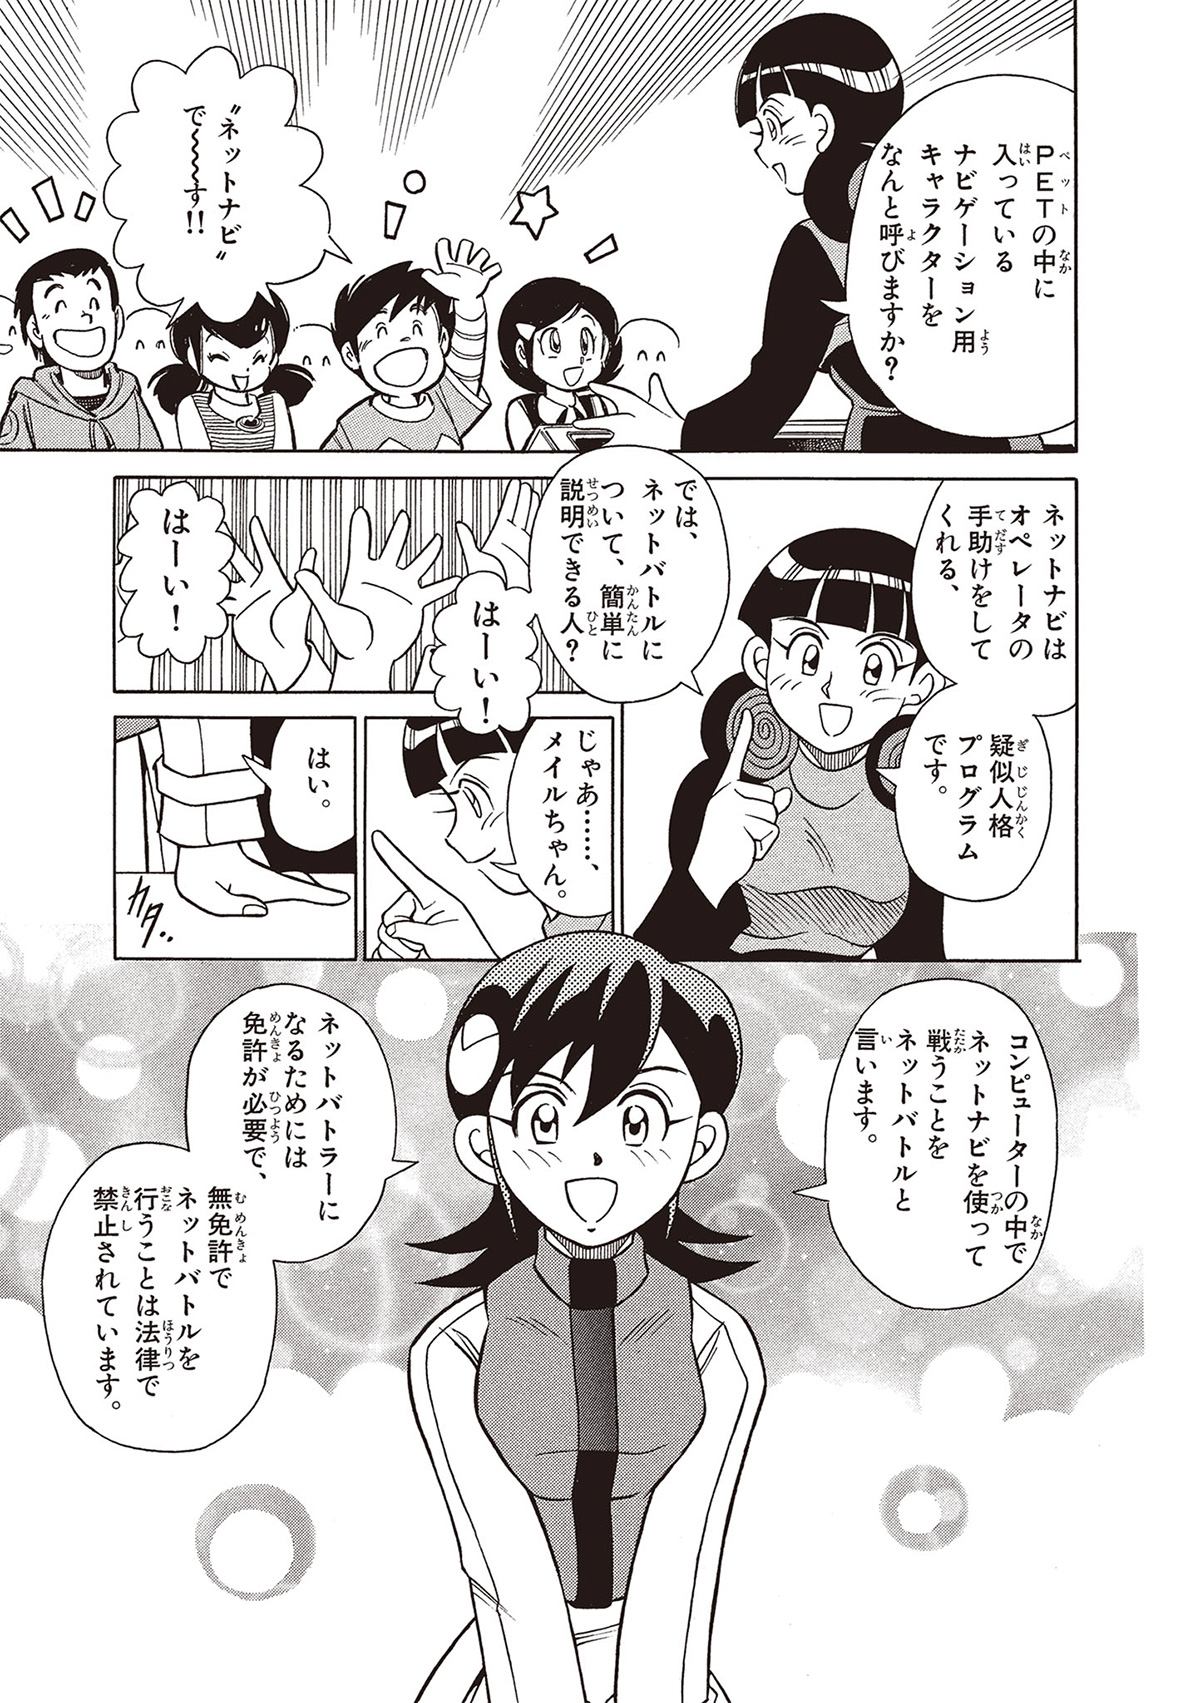 PETの中に
入っている
ナビゲーション用
キャラクターを
なんと呼びますか？
〝ネットナビ〟
で〜〜〜す!!
ネットナビは
オペレータの
手助けをして
くれる、
疑似人格
プログラム
です。
では、
ネットバトルに
ついて、簡単に
説明できる人？
はーい！
はーい！
じゃあ……、
メイルちゃん。
はい。
カタ‥
コンピューターの中で
ネットナビを使って
戦うことを
ネットバトルと
言います。
ネットバトラーに
なるためには
免許が必要で、
無免許で
ネットバトルを
行うことは法律で
禁止されています。